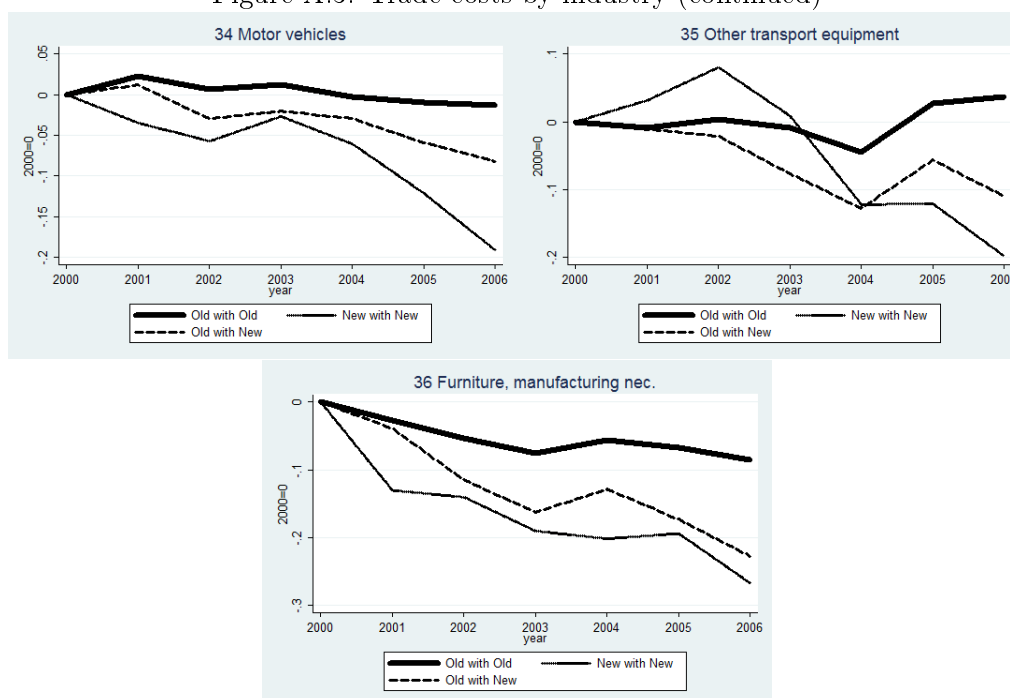 Figure A.3: Trade costs by industry (continued)
34 Motor vehicles
.05
0
-.05
-.1
-.15
-.2
2000=0
2000 2001 2002 2003 2004 2005 2006
year
Old with Old New with New
Old with New
35 Other transport equipment
.1
0
-.1
-.2
2000=0
2000 2001 2002 2003 2004 2005 200
year
Old with Old New with New
Old with New
36 Furniture, manufacturing nec.
0
-.1
-.2
-.3
2000=0
2000 2001 2002 2003 2004 2005 2006
year
Old with Old New with New
Old with New